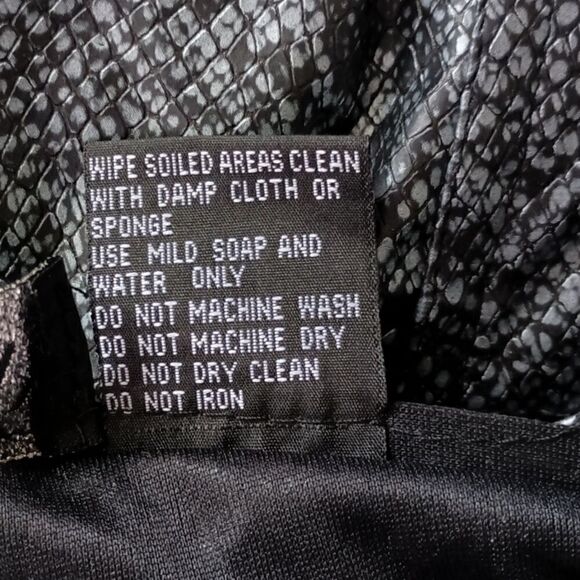 WIPE SOILED AREAS CLEAN
WITH DAMP CLOTH OR
SPONGE
USE MILD SOAP AND
WATER ONLY
DO NOT MACHINE WASH
DO NOT MACHINE DRY
DO NOT DRY CLEAN
DO NOT IRON